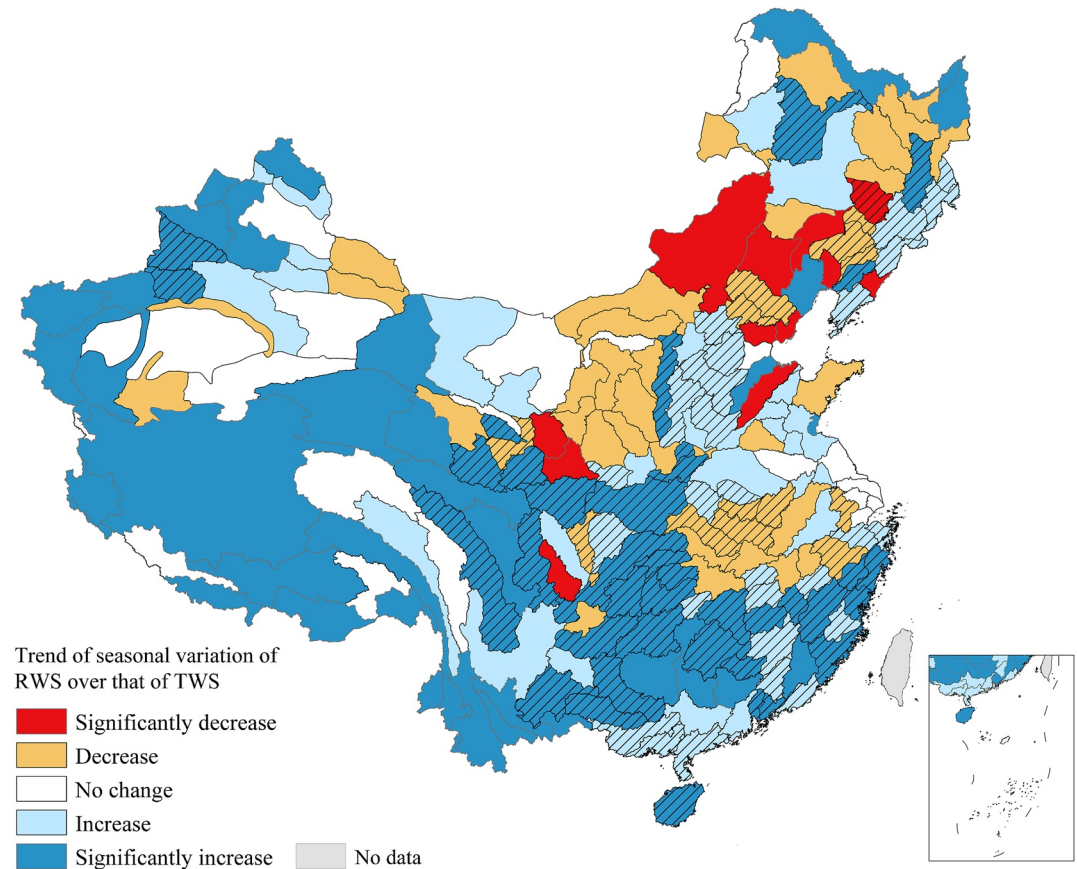 Trend of seasonal variation of
RWS over that of TWS
Significantly decrease
Decrease
No change
Increase
Significantly increase
No data